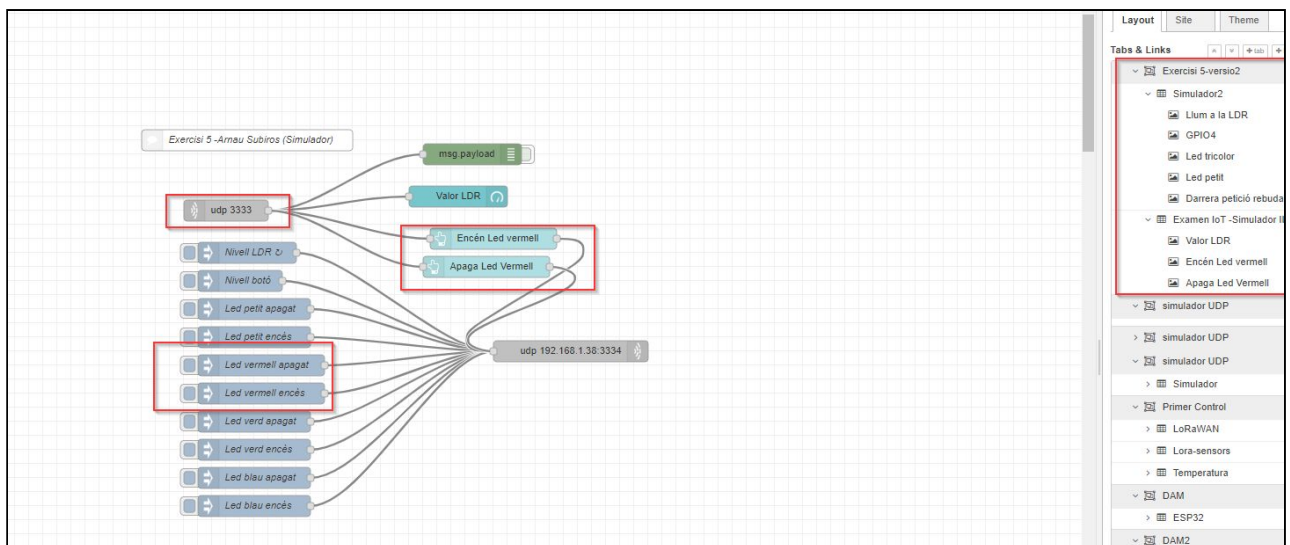 Exercisi 5 -Arnau Subiros (Simulador)
msg.payload
Valor LDR
udp 3333
Encén Led vermell
Apaga Led Vermell
Nivell LDR ↻
Nivell botó
Led petit apagat
Led petit encès
Led vermell apagat
Led vermell encès
Led verd apagat
Led verd encès
Led blau apagat
Led blau encès
udp 192.168.1.38:3334
Layout Site Theme
Tabs & Links
+ tab +
Exercisi 5-versio2
Simulador2
Llum a la LDR
GPIO4
Led tricolor
Led petit
Darrera petició rebuda
Examen IoT -Simulador II
Valor LDR
Encén Led vermell
Apaga Led Vermell
simulador UDP
simulador UDP
simulador UDP
Simulador
Primer Control
LoRaWAN
Lora-sensors
Temperatura
DAM
ESP32
DAM2